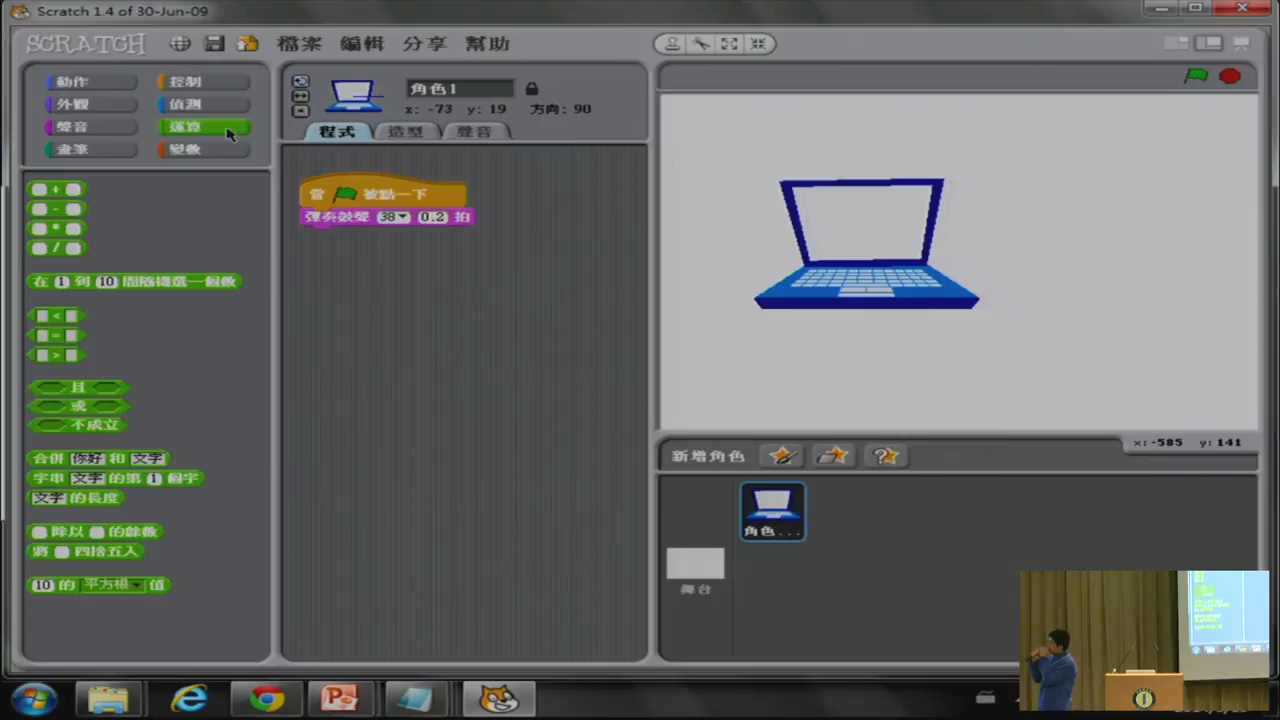 Scratch 1.4 of 30-Jun-09
SCRATCH 檔案 編輯 分享 幫助
動作 控制
外觀 偵測
聲音 運算
畫筆 變數
角色1
x: -73 y: 19 方向: 90
程式 造型 聲音
+
-
*
/
在 1 到 10 間隨機選一個數
<
=
>
且
或
不成立
合併 你好 和 文字
字串 文字 的第 1 個字
文字 的長度
除以 的餘數
將 四捨五入
10 的 平方根 值
當 被點一下
彈奏鼓聲 38 0.2 拍
x: -585 y: 141
新增角色
角色...
舞台